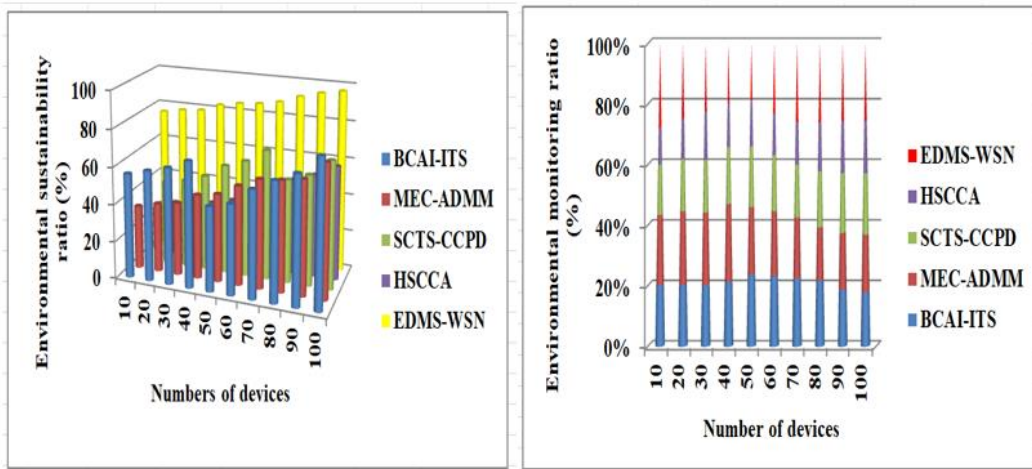 Environmental sustainability
ratio (%)
100
80
60
40
20
0
10
20
30
40
50
60
70
80
90
100
Numbers of devices
BCAI-ITS
MEC-ADMM
SCTS-CCPD
HSCCA
EDMS-WSN
Environmental monitoring ratio
(%)
100%
80%
60%
40%
20%
0%
10
20
30
40
50
60
70
80
90
100
Number of devices
EDMS-WSN
HSCCA
SCTS-CCPD
MEC-ADMM
BCAI-ITS